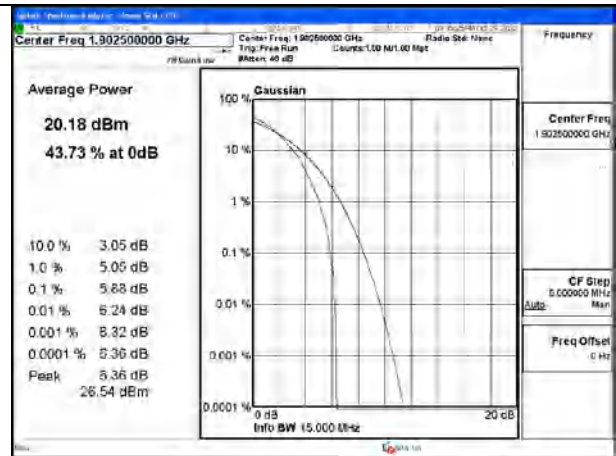 Center Freq 1.902500000 GHz
Center Freq: 1.902500000 GHz
Radio Std: None
Trig: Free Run
Counts:1.00 M/1.00 Mpt
#Atten: 40 dB
Frequency
Average Power
20.18 dBm
43.73 % at 0dB
10.0 % 3.05 dB
1.0 % 5.05 dB
0.1 % 5.88 dB
0.01 % 6.24 dB
0.001 % 6.32 dB
0.0001 % 6.36 dB
Peak 6.36 dB
26.54 dBm
Gaussian
100 %
10 %
1 %
0.1 %
0.01 %
0.001 %
0.0001 %
0 dB
20 dB
Info BW 15.000 MHz
Center Freq
1.902500000 GHz
CF Step
5.000000 MHz
Auto Man
Freq Offset
0 Hz